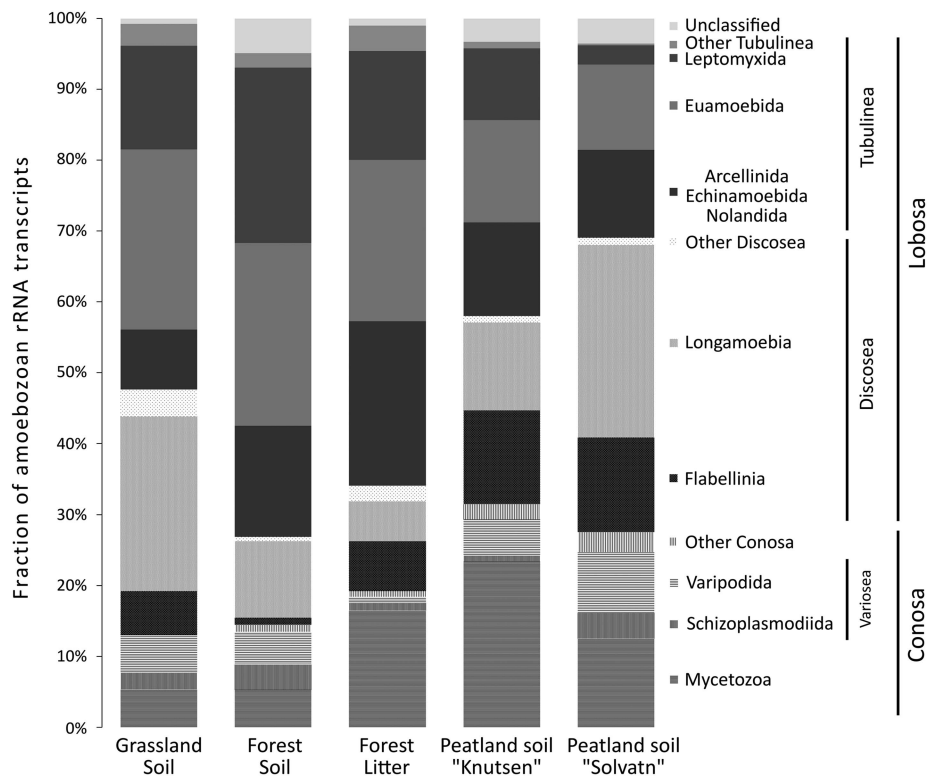 Fraction of amoebozoan rRNA transcripts
100%
90%
80%
70%
60%
50%
40%
30%
20%
10%
0%
Grassland
Soil
Forest
Soil
Forest
Litter
Peatland soil
"Knutsen"
Peatland soil
"Solvatn"
Unclassified
Other Tubulinea
Leptomyxida
Euamoebida
Arcellinida
Echinamoebida
Nolandida
Other Discosea
Longamoebia
Flabellinia
Other Conosa
Varipodida
Schizoplasmodiida
Mycetozoa
Tubulinea
Discosea
Variosea
Lobosa
Conosa